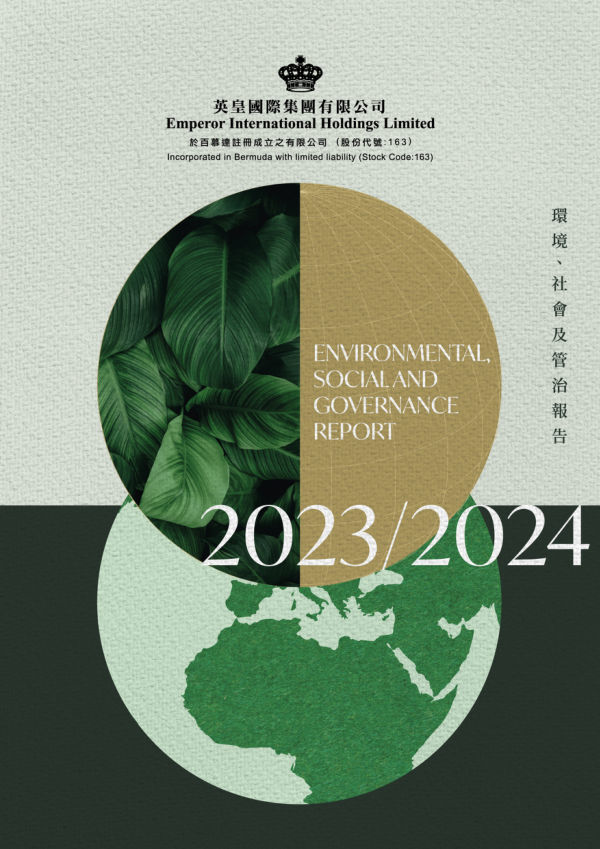 英皇國際集團有限公司
Emperor International Holdings Limited
於百慕達註冊成立之有限公司 (股份代號:163)
Incorporated in Bermuda with limited liability (Stock Code:163)
環境、社會及管治報告
ENVIRONMENTAL,
SOCIAL AND
GOVERNANCE
REPORT
2023/2024